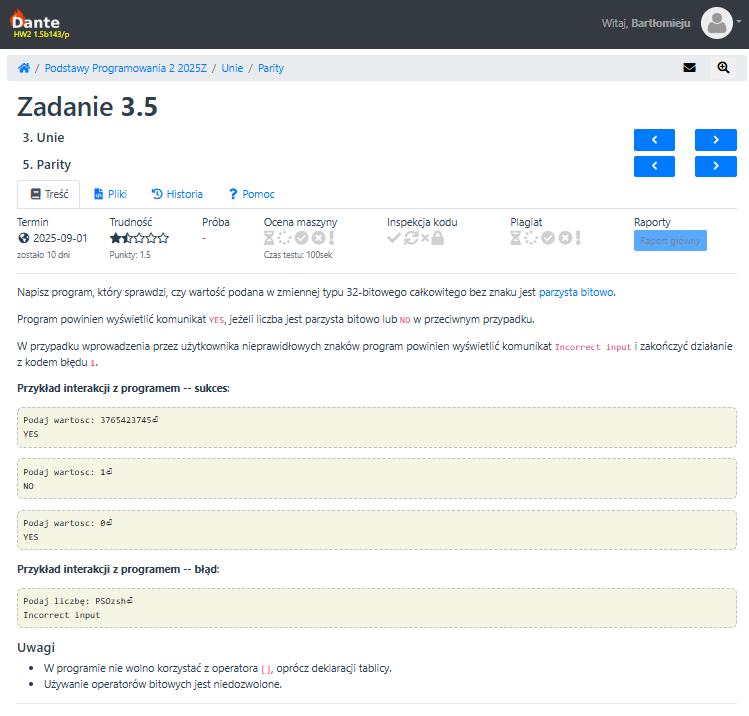 Dante
HW2 1.5b143/p
Witaj, Bartłomieju
/ Podstawy Programowania 2 2025Z / Unie / Parity
Zadanie 3.5
3. Unie
5. Parity
Treść Pliki Historia Pomoc
Termin Trudność Próba Ocena maszyny Inspekcja kodu Plagiat Raporty
2025-09-01 - Raport główny
zostało 10 dni Punkty: 1.5 Czas testu: 100sek
Napisz program, który sprawdzi, czy wartość podana w zmiennej typu 32-bitowego całkowitego bez znaku jest parzysta bitowo.
Program powinien wyświetlić komunikat YES, jeżeli liczba jest parzysta bitowo lub NO w przeciwnym przypadku.
W przypadku wprowadzenia przez użytkownika nieprawidłowych znaków program powinien wyświetlić komunikat Incorrect input i zakończyć działanie
z kodem błędu 1.
Przykład interakcji z programem -- sukces:
Podaj wartosc: 3765423745⏎
YES
Podaj wartosc: 1⏎
NO
Podaj wartosc: 0⏎
YES
Przykład interakcji z programem -- błąd:
Podaj liczbę: PSOzsh⏎
Incorrect input
Uwagi
• W programie nie wolno korzystać z operatora [], oprócz deklaracji tablicy.
• Używanie operatorów bitowych jest niedozwolone.